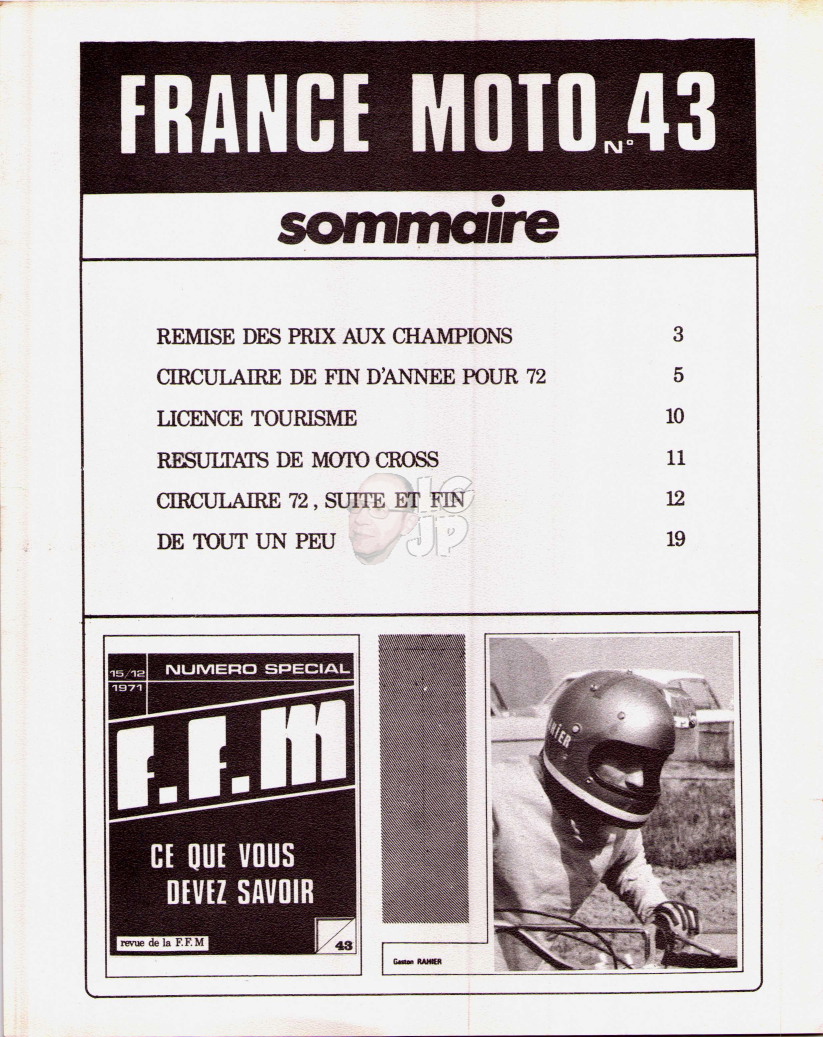 FRANCE MOTO N° 43
sommaire
REMISE DES PRIX AUX CHAMPIONS 3
CIRCULAIRE DE FIN D'ANNEE POUR 72 5
LICENCE TOURISME 10
RESULTATS DE MOTO CROSS 11
CIRCULAIRE 72, SUITE ET FIN 12
DE TOUT UN PEU 19
JP
15/12 NUMERO SPECIAL
1971
F.F.M
CE QUE VOUS
DEVEZ SAVOIR
revue de la F.F.M
43
Gaston RAHIER